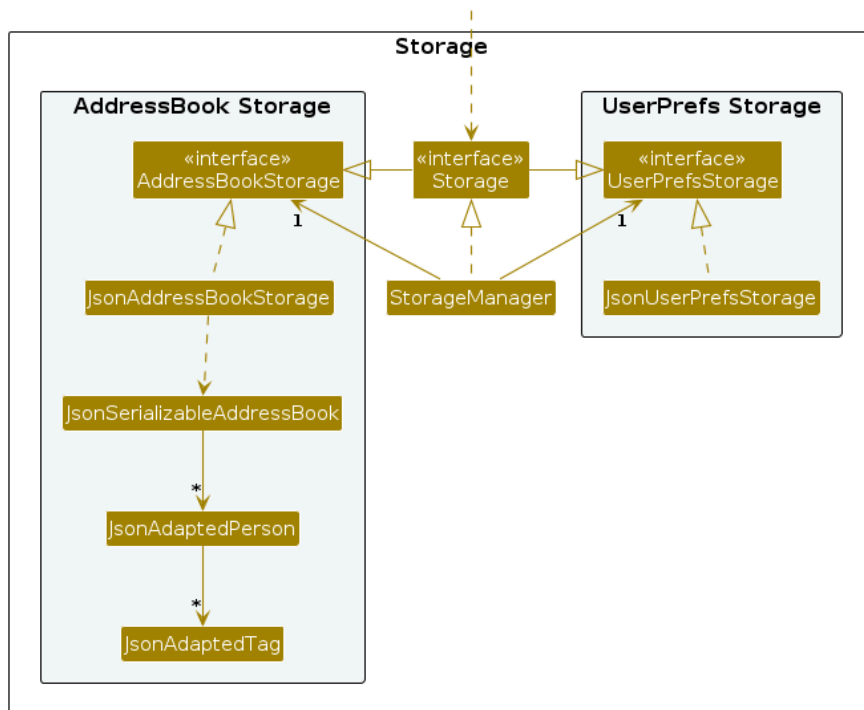 Storage
AddressBook Storage
UserPrefs Storage
«interface»
AddressBookStorage
«interface»
Storage
«interface»
UserPrefsStorage
1
1
JsonAddressBookStorage
StorageManager
JsonUserPrefsStorage
JsonSerializableAddressBook
*
JsonAdaptedPerson
*
JsonAdaptedTag